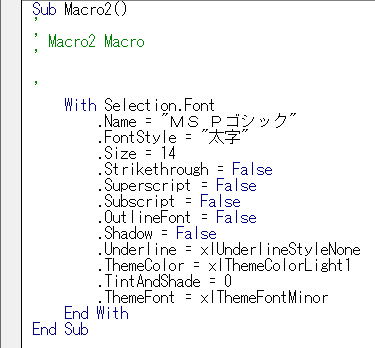 Sub Macro2()
'
' Macro2 Macro
'

'
    With Selection.Font
        .Name = "ＭＳ Ｐゴシック"
        .FontStyle = "太字"
        .Size = 14
        .Strikethrough = False
        .Superscript = False
        .Subscript = False
        .OutlineFont = False
        .Shadow = False
        .Underline = xlUnderlineStyleNone
        .ThemeColor = xlThemeColorLight1
        .TintAndShade = 0
        .ThemeFont = xlThemeFontMinor
    End With
End Sub